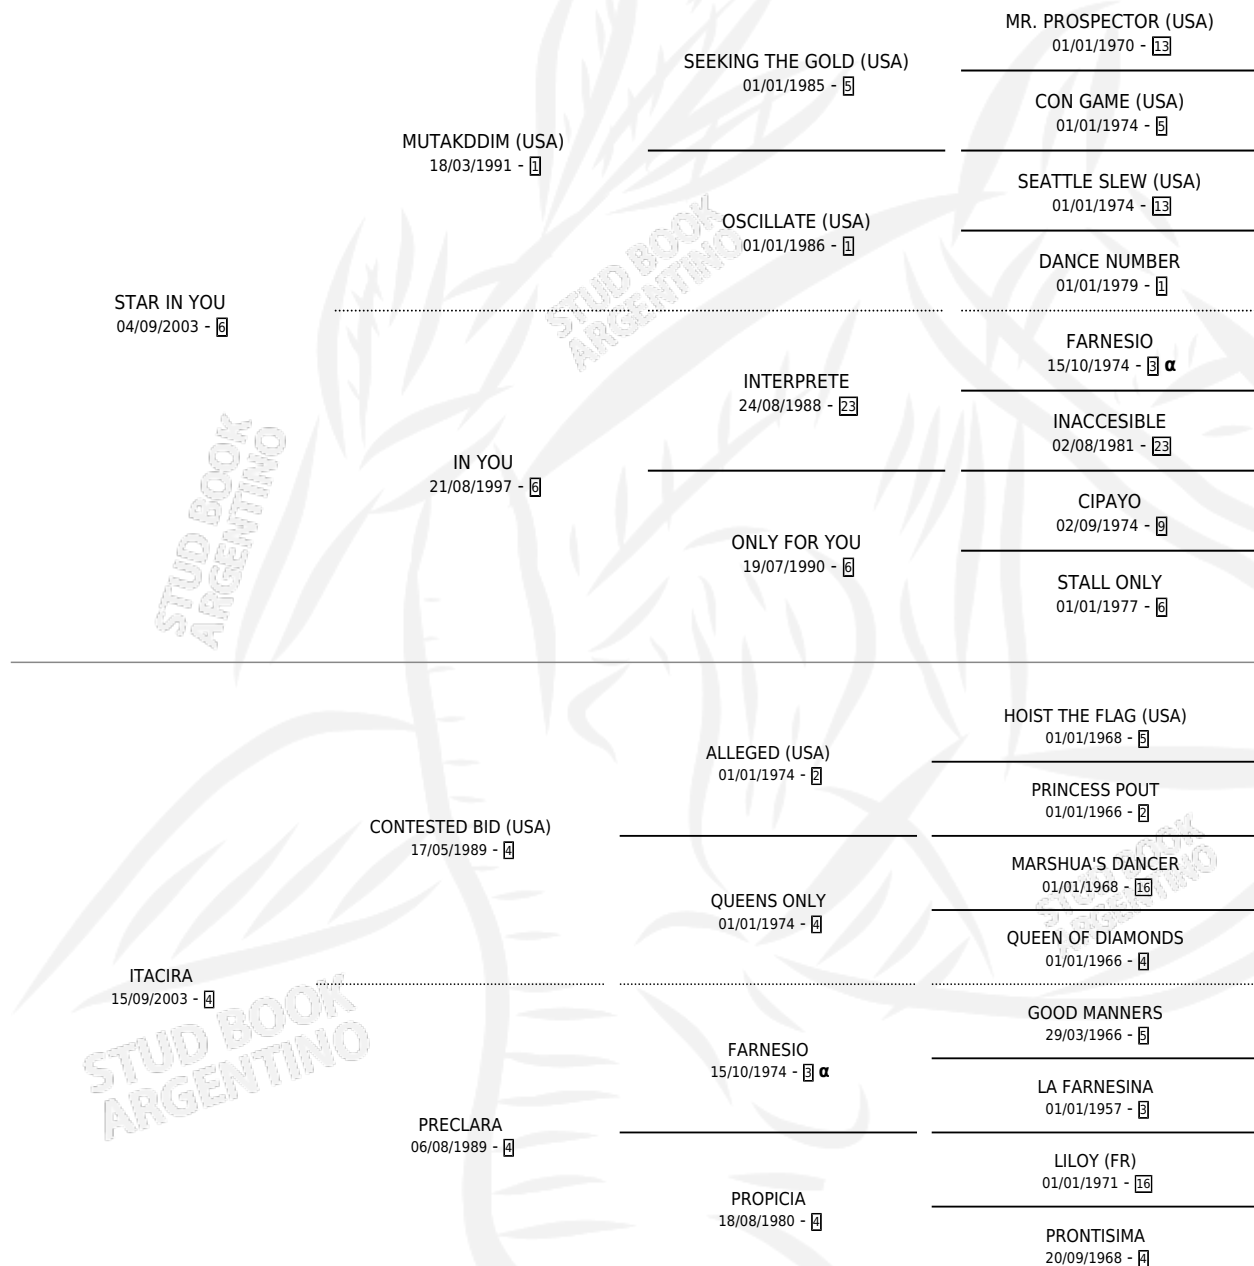 MR. PROSPECTOR (USA)
01/01/1970 - 13
SEEKING THE GOLD (USA)
01/01/1985 - 5
CON GAME (USA)
01/01/1974 - 5
MUTAKDDIM (USA)
18/03/1991 - 1
SEATTLE SLEW (USA)
01/01/1974 - 13
OSCILLATE (USA)
01/01/1986 - 1
DANCE NUMBER
01/01/1979 - 1
STAR IN YOU
04/09/2003 - 6
FARNESIO
15/10/1974 - 3 α
INTERPRETE
24/08/1988 - 23
INACCESIBLE
02/08/1981 - 23
IN YOU
21/08/1997 - 6
CIPAYO
02/09/1974 - 9
ONLY FOR YOU
19/07/1990 - 6
STALL ONLY
01/01/1977 - 6
HOIST THE FLAG (USA)
01/01/1968 - 5
ALLEGED (USA)
01/01/1974 - 2
PRINCESS POUT
01/01/1966 - 2
CONTESTED BID (USA)
17/05/1989 - 4
MARSHUA'S DANCER
01/01/1968 - 16
QUEENS ONLY
01/01/1974 - 4
QUEEN OF DIAMONDS
01/01/1966 - 4
ITACIRA
15/09/2003 - 4
GOOD MANNERS
29/03/1966 - 5
FARNESIO
15/10/1974 - 3 α
LA FARNESINA
01/01/1957 - 3
PRECLARA
06/08/1989 - 4
LILOY (FR)
01/01/1971 - 16
PROPICIA
18/08/1980 - 4
PRONTISIMA
20/09/1968 - 4
STUD BOOK
ARGENTINO
STUD BOOK
ARGENTINO
STUD BOOK
ARGENTINO
STUD BOOK
ARGENTINO